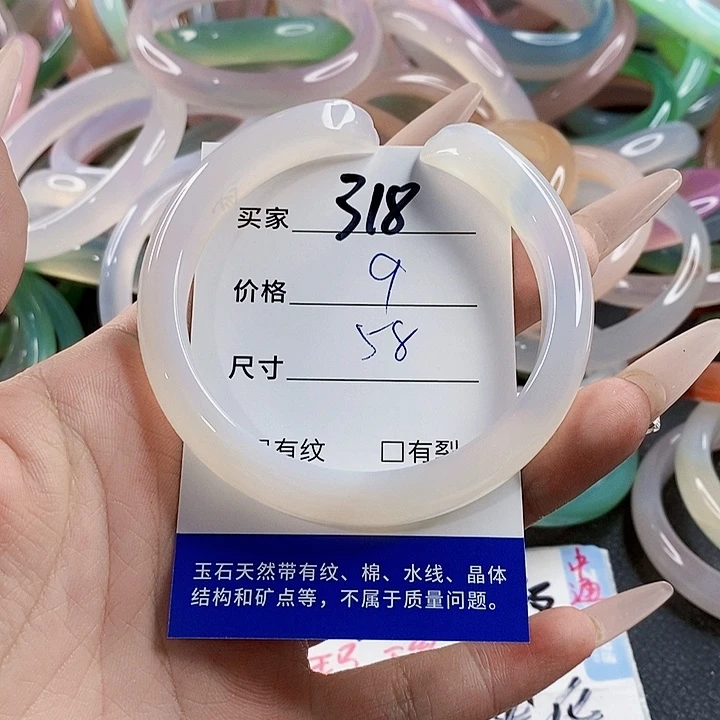 买家 318
价格 9
尺寸 58
有纹 □有裂
玉石天然带有纹、棉、水线、晶体
结构和矿点等，不属于质量问题。